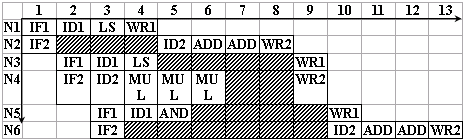 1 2 3 4 5 6 7 8 9 10 11 12 13
N1 IF1 ID1 LS WR1
N2 IF2 ID2 ADD ADD WR2
N3 IF1 ID1 LS WR1
N4 IF2 ID2 MU MU MU WR2
L L L
N5 IF1 ID1 AND WR1
N6 IF2 ID2 ADD ADD WR2